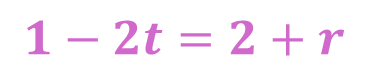 1 − 2t = 2 + r